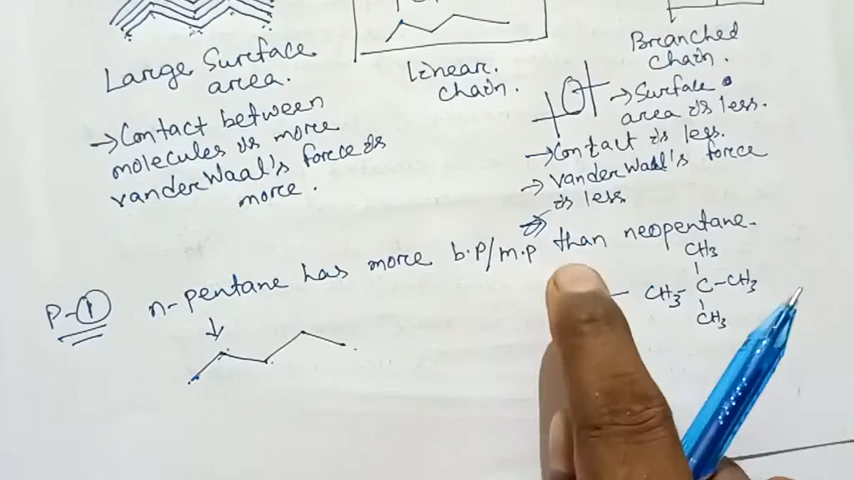 Large Surface
area.
→ Contact between
molecules is more
vanderWaal's force is
more.
Linear
chain.
Branched
chain.
→ Surface
area is less.
→ Contact is less.
→ vanderWaal's force
is less
P-1 n-pentane has more b.p/m.p than neopentane.
CH3
CH3-C-CH3
CH3